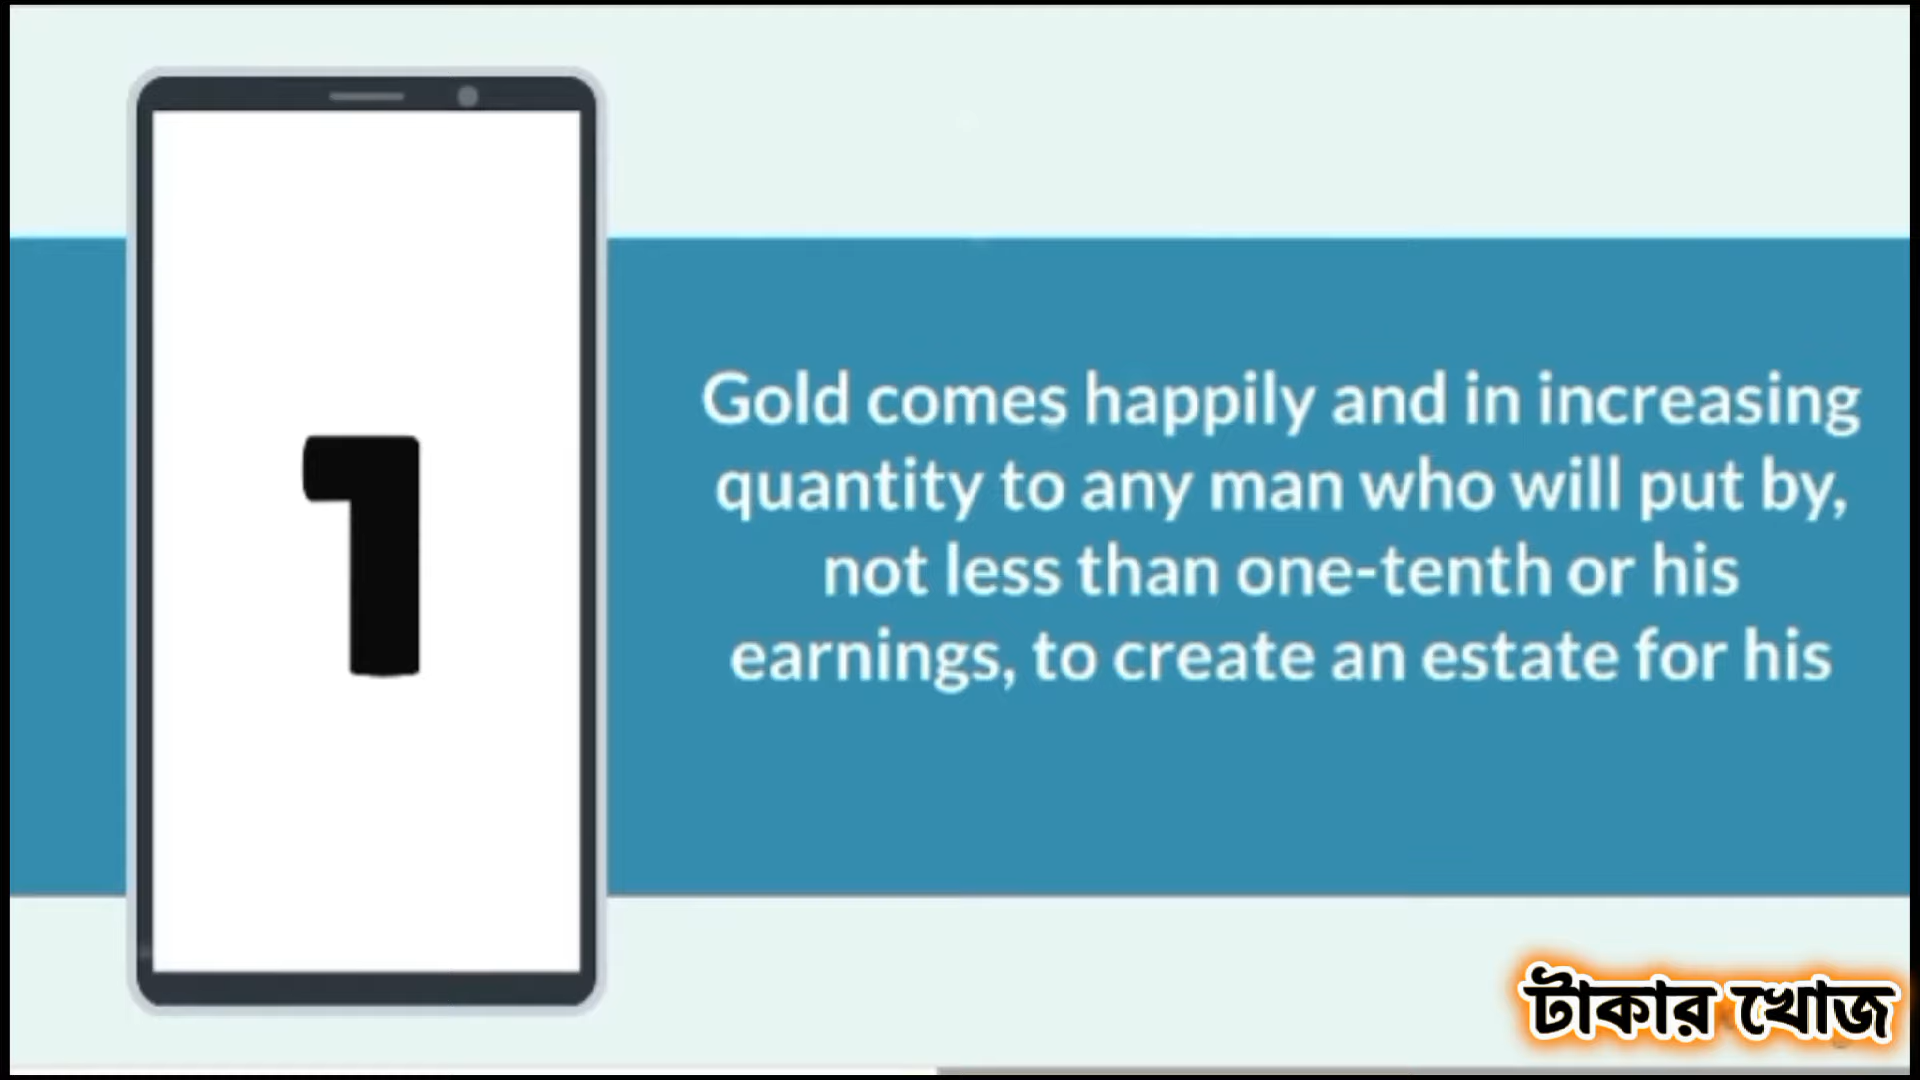 1
Gold comes happily and in increasing
quantity to any man who will put by,
not less than one-tenth or his
earnings, to create an estate for his
টাকার খোজ